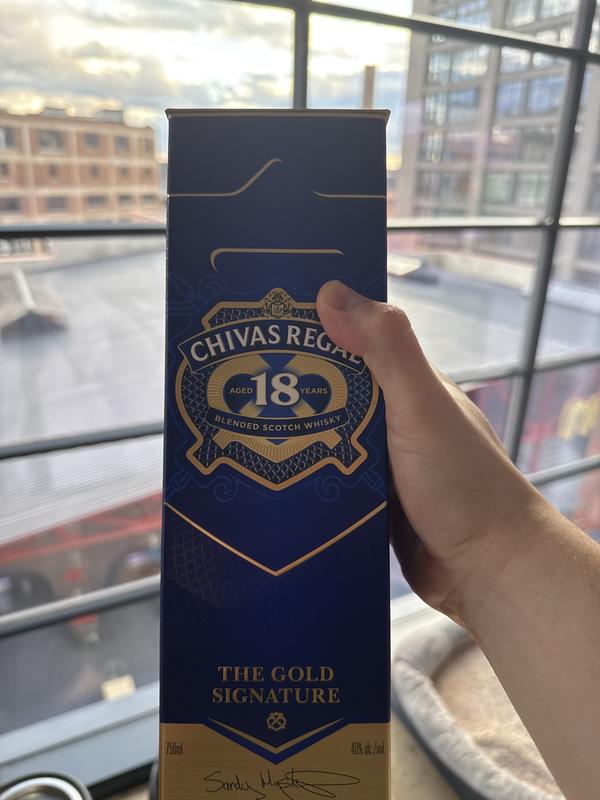 CHIVAS REGAL
AGED 18 YEARS
BLENDED SCOTCH WHISKY
THE GOLD
SIGNATURE
750ml 40% alc./vol.